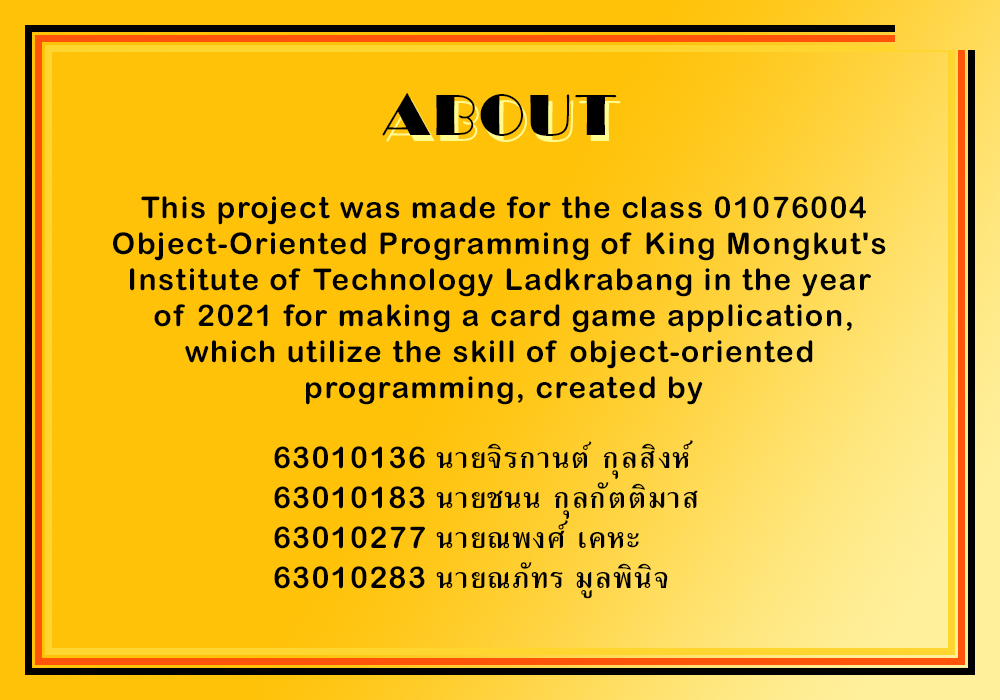 ABOUT
This project was made for the class 01076004
Object-Oriented Programming of King Mongkut's
Institute of Technology Ladkrabang in the year
of 2021 for making a card game application,
which utilize the skill of object-oriented
programming, created by
63010136 นายจิรกานต์ กุลสิงห์
63010183 นายชนน กุลกัตติมาส
63010277 นายณพงศ์ เคหะ
63010283 นายณภัทร มูลพินิจ